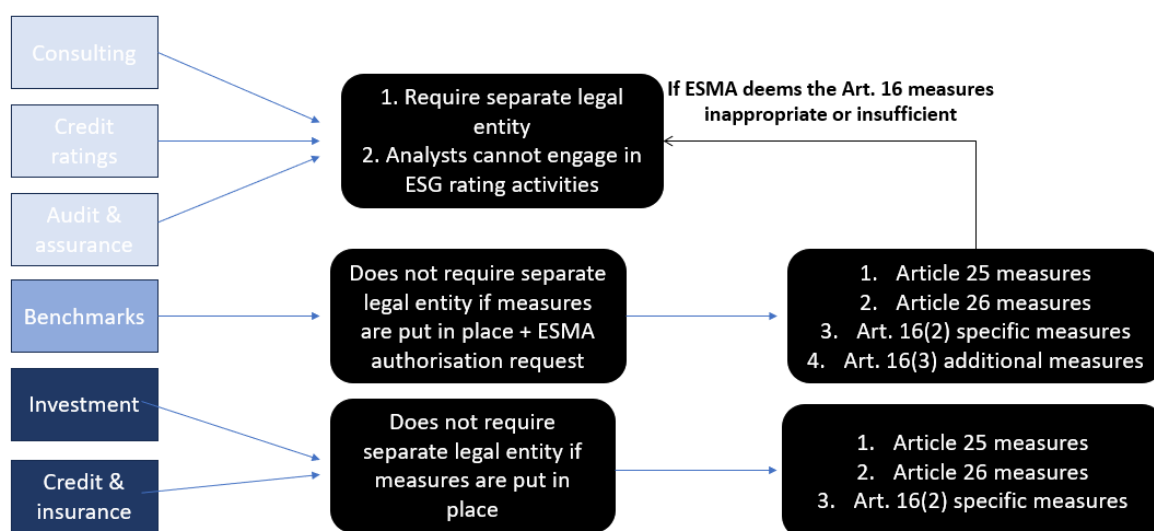 Consulting
Credit
ratings
Audit &
assurance
Benchmarks
Investment
Credit &
insurance
1. Require separate legal
entity
2. Analysts cannot engage in
ESG rating activities
If ESMA deems the Art. 16 measures
inappropriate or insufficient
Does not require separate
legal entity if measures
are put in place + ESMA
authorisation request
1. Article 25 measures
2. Article 26 measures
3. Art. 16(2) specific measures
4. Art. 16(3) additional measures
Does not require
separate legal entity if
measures are put in
place
1. Article 25 measures
2. Article 26 measures
3. Art. 16(2) specific measures